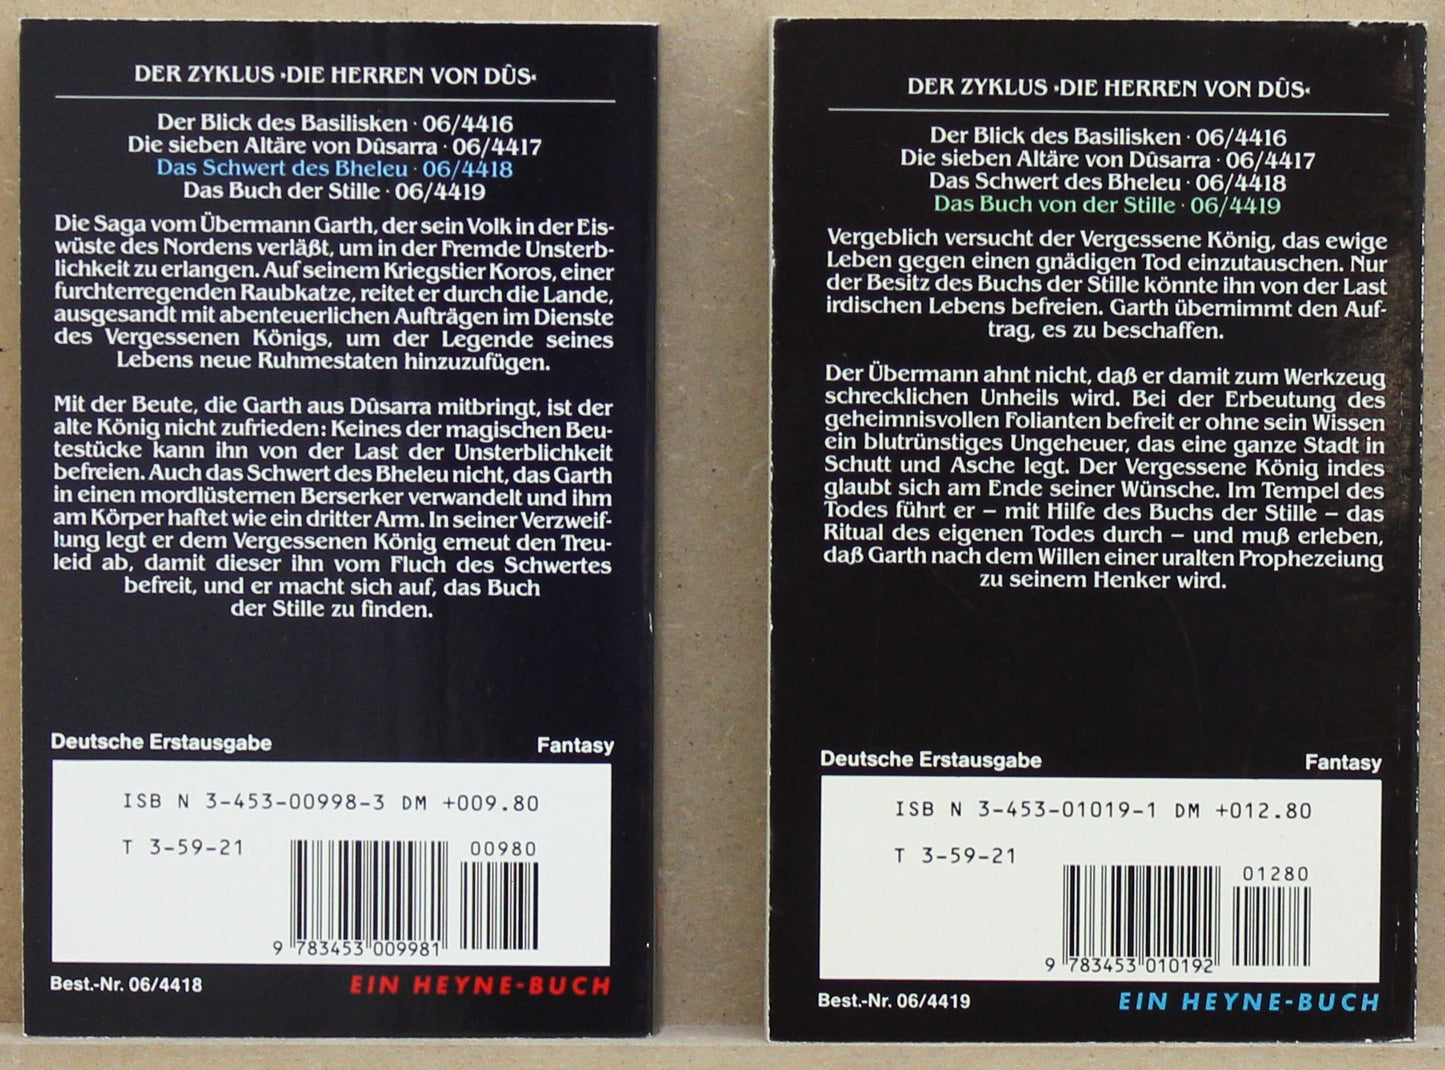 DER ZYKLUS ·DIE HERREN VON DÛS·
Der Blick des Basilisken · 06/4416
Die sieben Altäre von Dûsarra · 06/4417
Das Schwert des Bheleu · 06/4418
Das Buch der Stille · 06/4419
Die Saga vom Übermann Garth, der sein Volk in der Eis-
wüste des Nordens verläßt, um in der Fremde Unsterb-
lichkeit zu erlangen. Auf seinem Kriegstier Koros, einer
furchterregenden Raubkatze, reitet er durch die Lande,
ausgesandt mit abenteuerlichen Aufträgen im Dienste
des Vergessenen Königs, um der Legende seines
Lebens neue Ruhmestaten hinzuzufügen.
Mit der Beute, die Garth aus Dûsarra mitbringt, ist der
alte König nicht zufrieden: Keines der magischen Beu-
testücke kann ihn von der Last der Unsterblichkeit
befreien. Auch das Schwert des Bheleu nicht, das Garth
in einen mordlüsternen Berserker verwandelt und ihm
am Körper haftet wie ein dritter Arm. In seiner Verzweif-
lung legt er dem Vergessenen König erneut den Treu-
leid ab, damit dieser ihn vom Fluch des Schwertes
befreit, und er macht sich auf, das Buch
der Stille zu finden.
Deutsche Erstausgabe Fantasy
ISB N 3-453-00998-3 DM +009.80
T 3-59-21
00980
9 783453 009981
Best.-Nr. 06/4418 EIN HEYNE-BUCH
DER ZYKLUS ·DIE HERREN VON DÛS·
Der Blick des Basilisken · 06/4416
Die sieben Altäre von Dûsarra · 06/4417
Das Schwert des Bheleu · 06/4418
Das Buch von der Stille · 06/4419
Vergeblich versucht der Vergessene König, das ewige
Leben gegen einen gnädigen Tod einzutauschen. Nur
der Besitz des Buchs der Stille könnte ihn von der Last
irdischen Lebens befreien. Garth übernimmt den Auf-
trag, es zu beschaffen.
Der Übermann ahnt nicht, daß er damit zum Werkzeug
schrecklichen Unheils wird. Bei der Erbeutung des
geheimnisvollen Folianten befreit er ohne sein Wissen
ein blutrünstiges Ungeheuer, das eine ganze Stadt in
Schutt und Asche legt. Der Vergessene König indes
glaubt sich am Ende seiner Wünsche. Im Tempel des
Todes führt er – mit Hilfe des Buchs der Stille – das
Ritual des eigenen Todes durch – und muß erleben,
daß Garth nach dem Willen einer uralten Prophezeiung
zu seinem Henker wird.
Deutsche Erstausgabe Fantasy
ISB N 3-453-01019-1 DM +012.80
T 3-59-21
01280
9 783453 010192
Best.-Nr. 06/4419 EIN HEYNE-BUCH